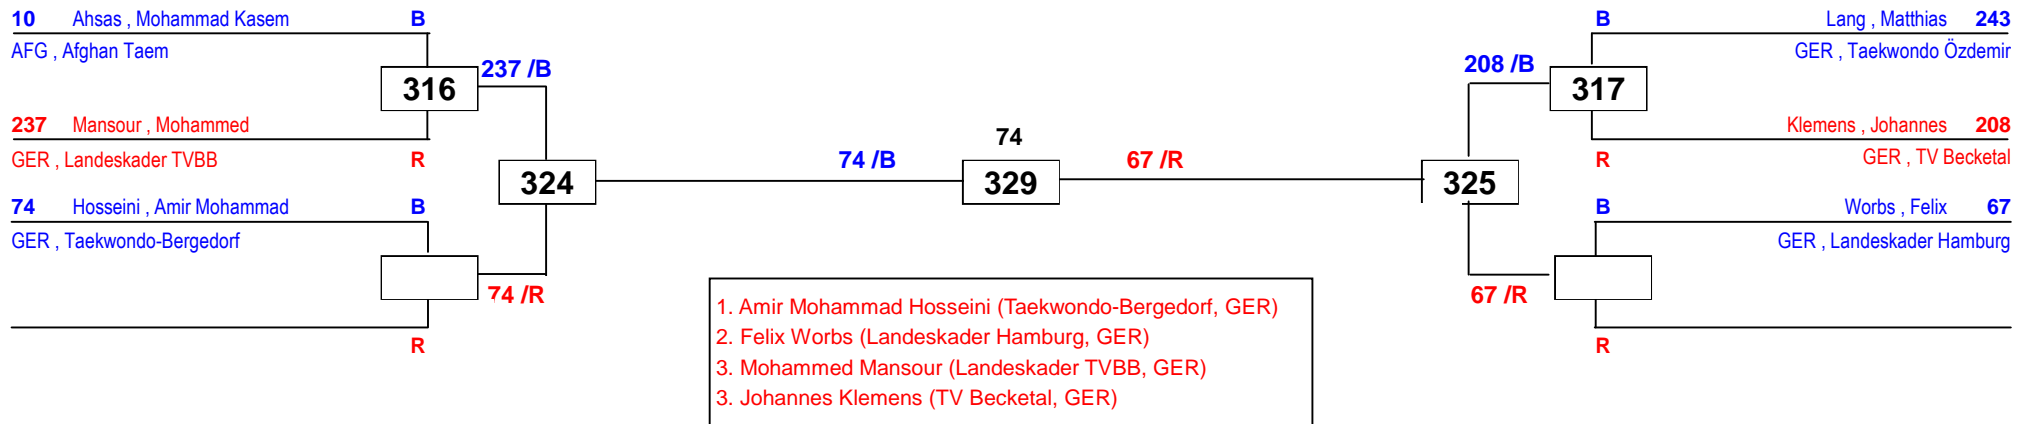 10 Ahsas , Mohammad Kasem B
AFG , Afghan Taem
237 /B
316
237 Mansour , Mohammed
GER , Landeskader TVBB R
324
74 Hosseini , Amir Mohammad B
GER , Taekwondo-Bergedorf
74 /R
R
74 /B
74
329
67 /R
B Lang , Matthias 243
GER , Taekwondo Özdemir
208 /B
317
Klemens , Johannes 208
R GER , TV Becketal
325
B Worbs , Felix 67
GER , Landeskader Hamburg
67 /R
R
1. Amir Mohammad Hosseini (Taekwondo-Bergedorf, GER)
2. Felix Worbs (Landeskader Hamburg, GER)
3. Mohammed Mansour (Landeskader TVBB, GER)
3. Johannes Klemens (TV Becketal, GER)